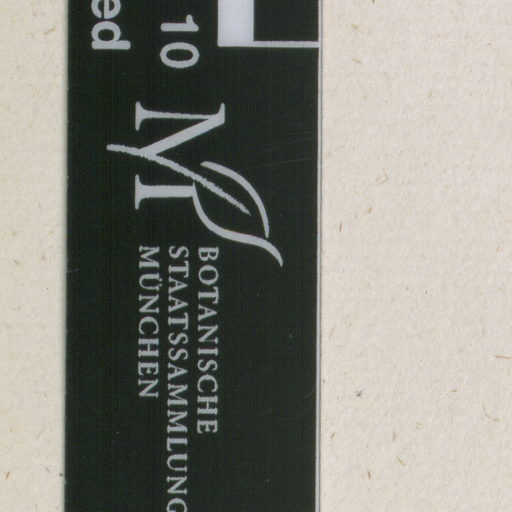 ed
10
BOTANISCHE
STAATSSAMMLUNG
MÜNCHEN